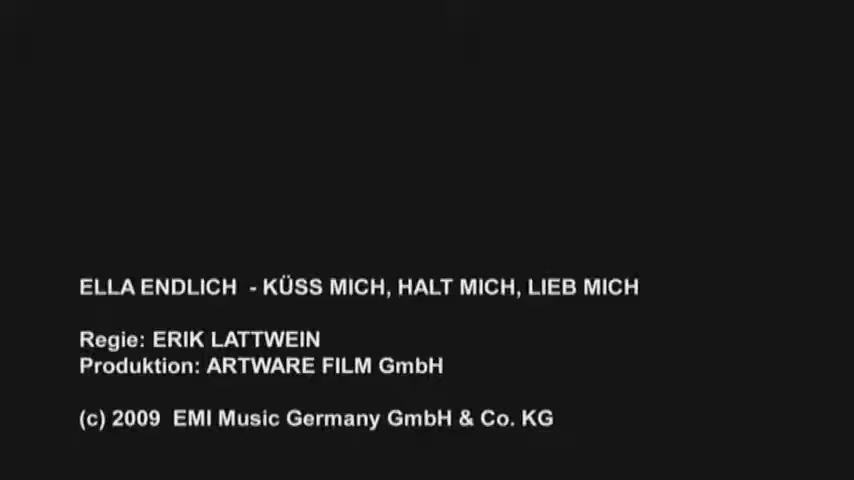 ELLA ENDLICH - KÜSS MICH, HALT MICH, LIEB MICH
Regie: ERIK LATTWEIN
Produktion: ARTWARE FILM GmbH
(c) 2009 EMI Music Germany GmbH & Co. KG